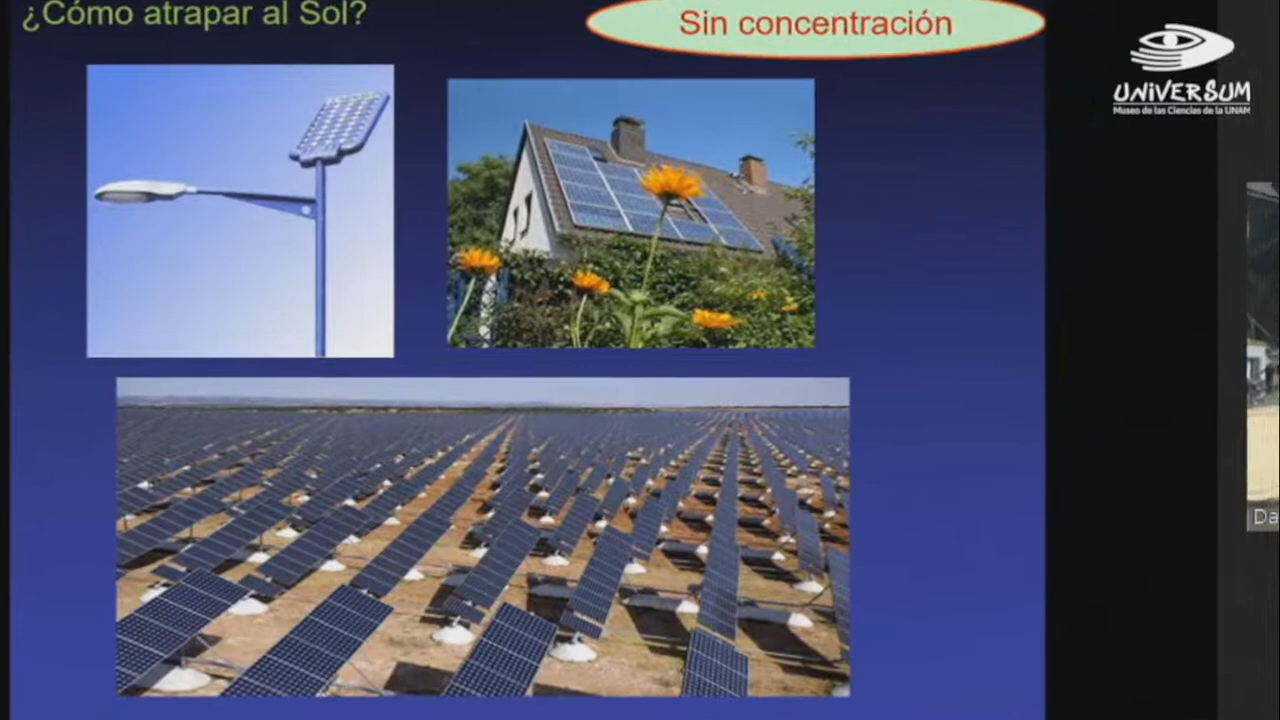 ¿Cómo atrapar al Sol?
Sin concentración
UNIVERSUM
Museo de las Ciencias de la UNAM
Da